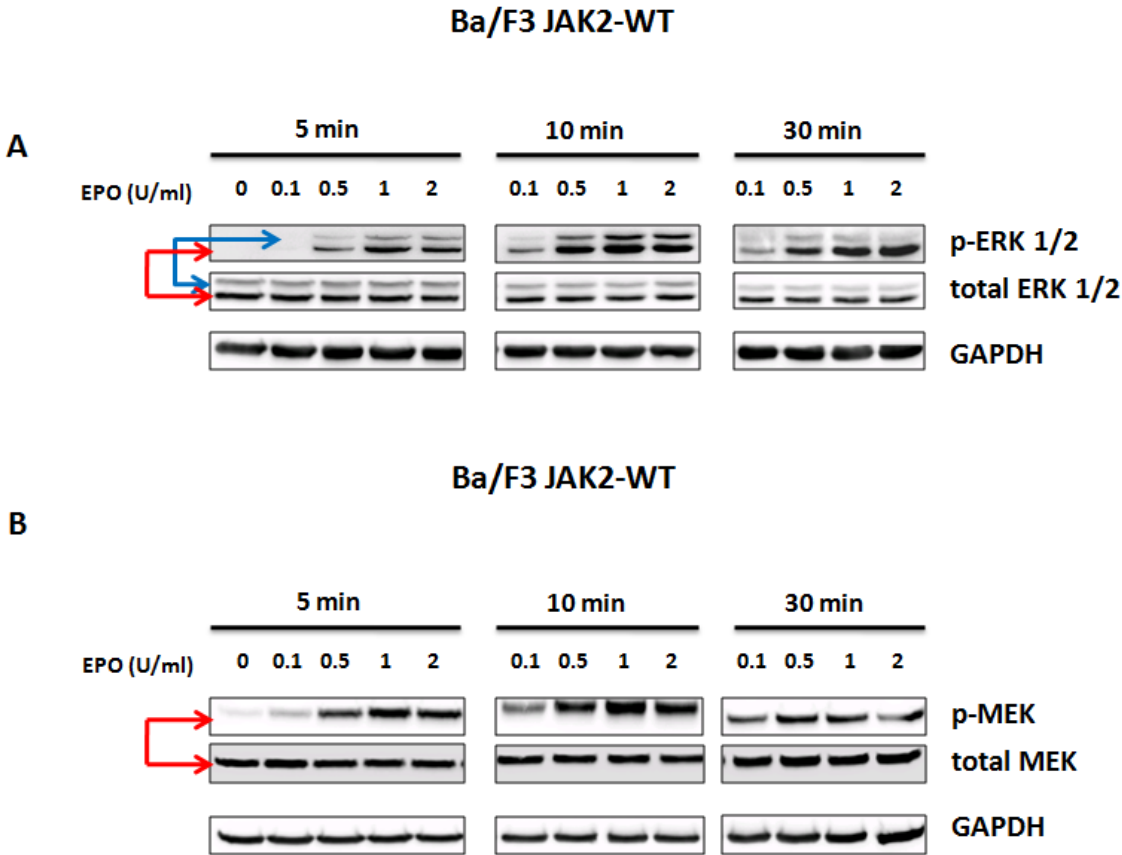 Ba/F3 JAK2-WT
A
5 min 10 min 30 min
EPO (U/ml) 0 0.1 0.5 1 2 0.1 0.5 1 2 0.1 0.5 1 2
p-ERK 1/2
total ERK 1/2
GAPDH
Ba/F3 JAK2-WT
B
5 min 10 min 30 min
EPO (U/ml) 0 0.1 0.5 1 2 0.1 0.5 1 2 0.1 0.5 1 2
p-MEK
total MEK
GAPDH